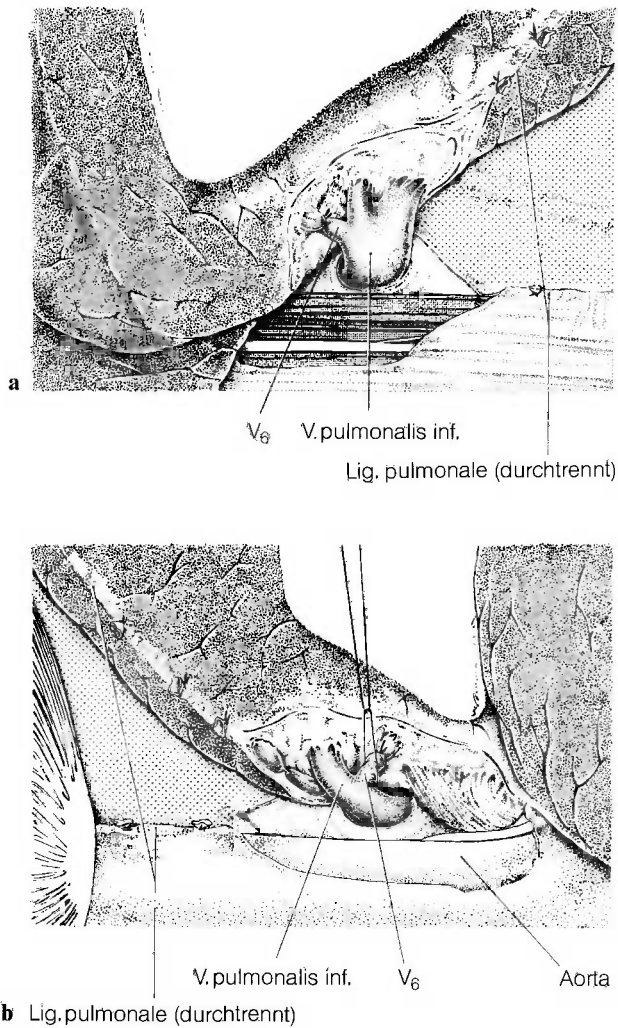 a
V₆ V. pulmonalis inf.
Lig. pulmonale (durchtrennt)
V. pulmonalis inf. V₆ Aorta
b Lig. pulmonale (durchtrennt)